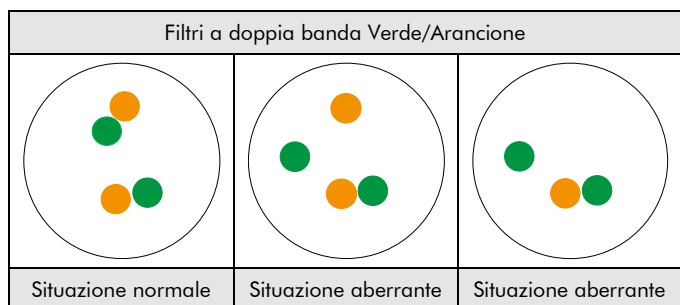 Filtri a doppia banda Verde/Arancione
Situazione normale
Situazione aberrante
Situazione aberrante